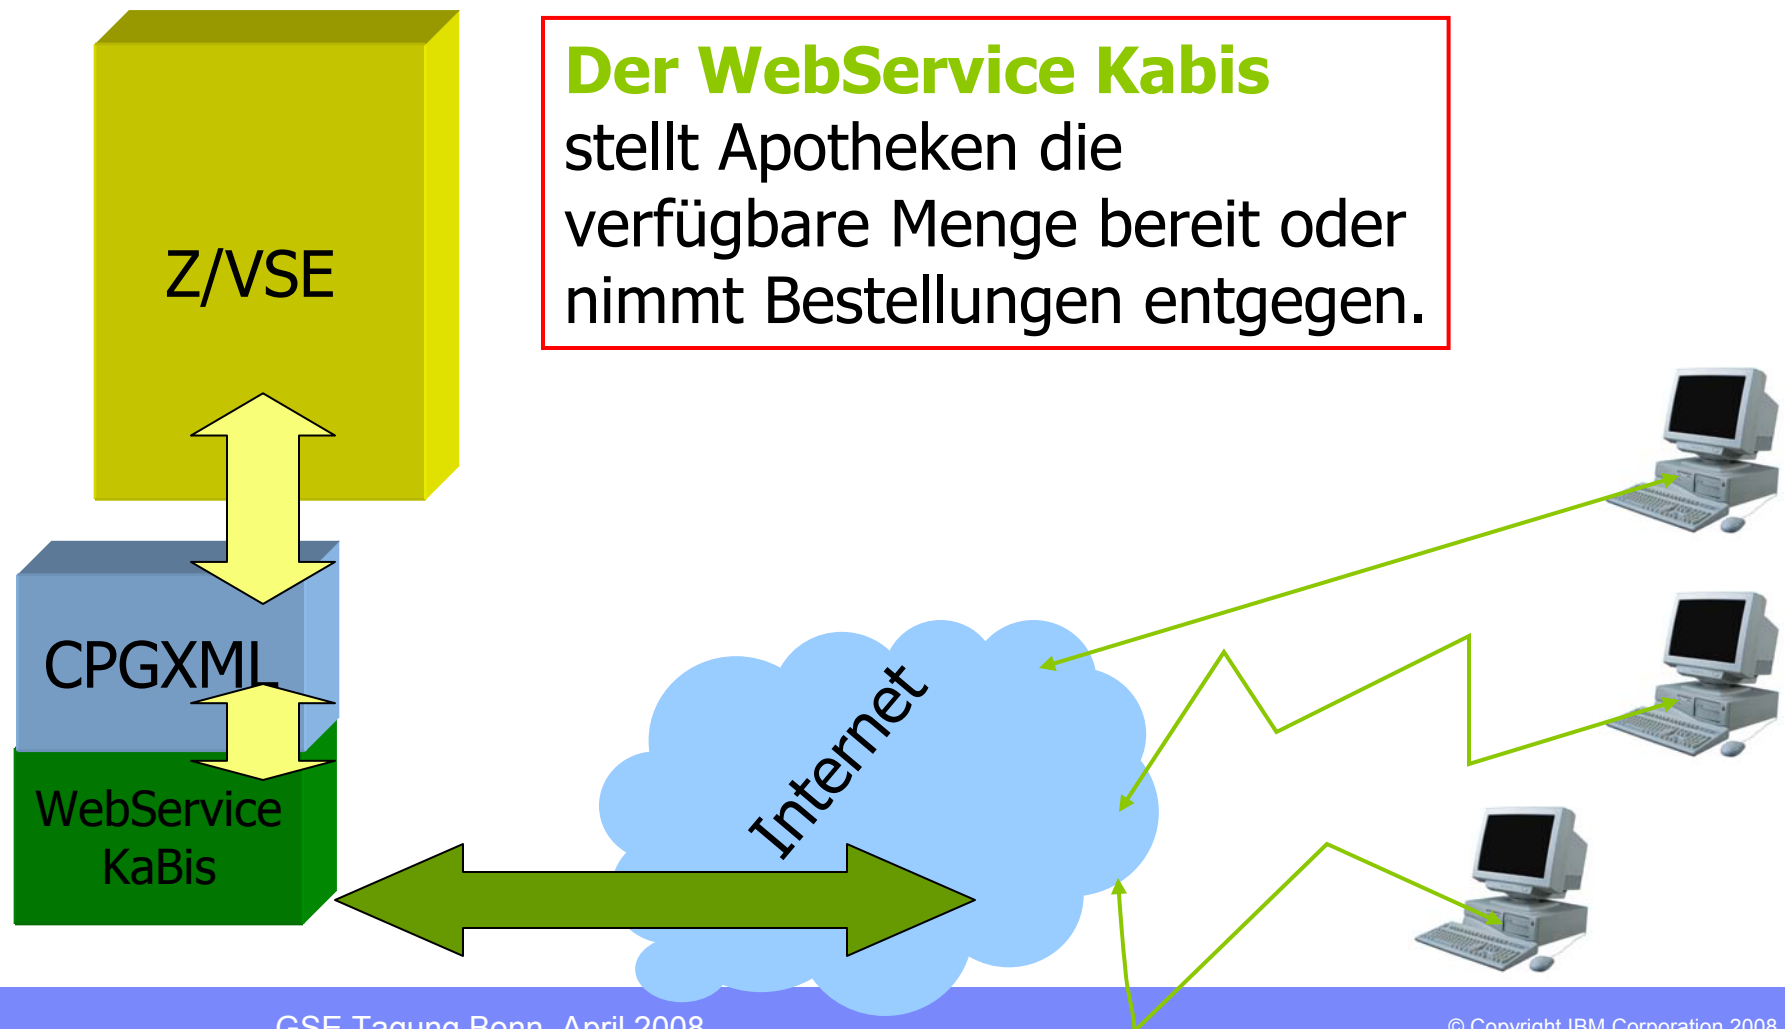 Der WebService Kabis
stellt Apotheken die
verfügbare Menge bereit oder
nimmt Bestellungen entgegen.
Z/VSE
CPGXML
WebService
KaBis
Internet
GSE Tagung Bonn, April 2008
© Copyright IBM Corporation 2008